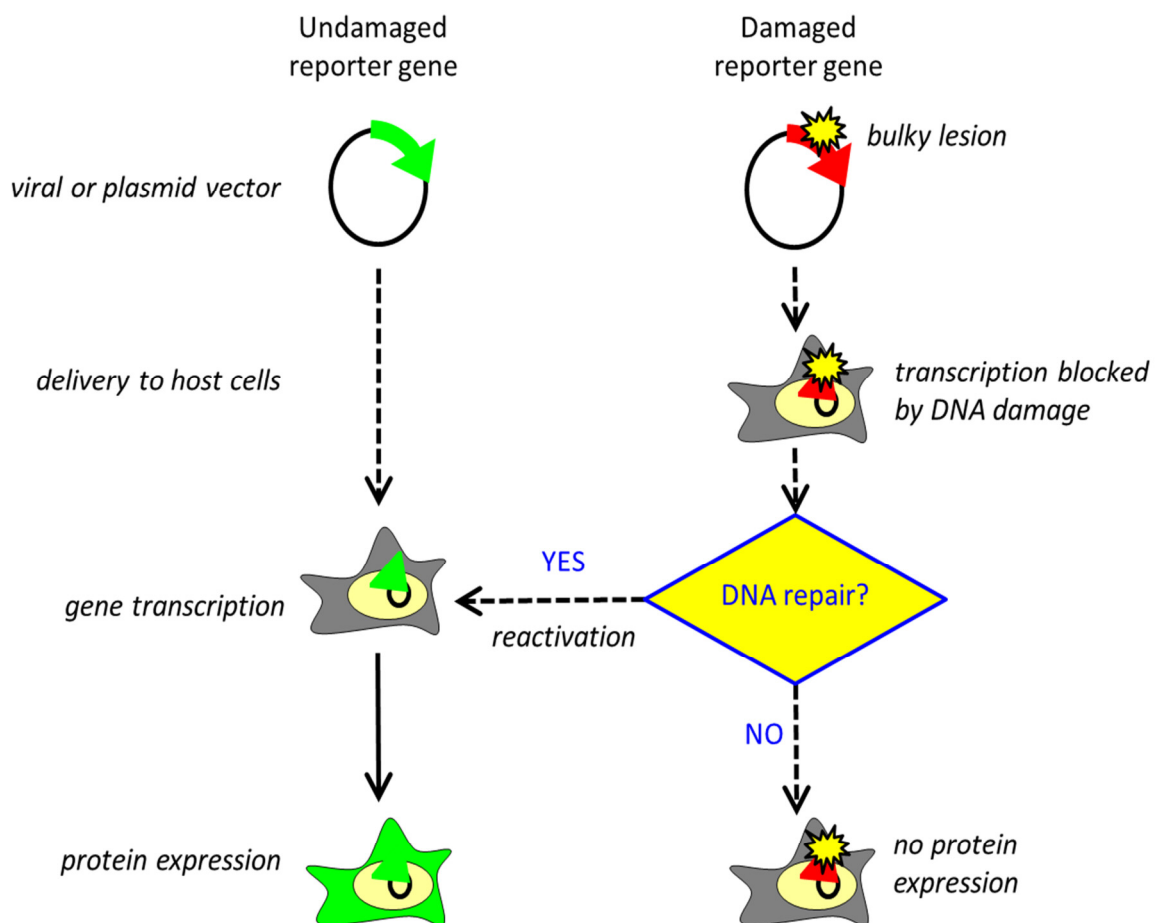 Undamaged
reporter gene
Damaged
reporter gene
bulky lesion
viral or plasmid vector
delivery to host cells
transcription blocked
by DNA damage
YES
DNA repair?
gene transcription
reactivation
NO
protein expression
no protein
expression